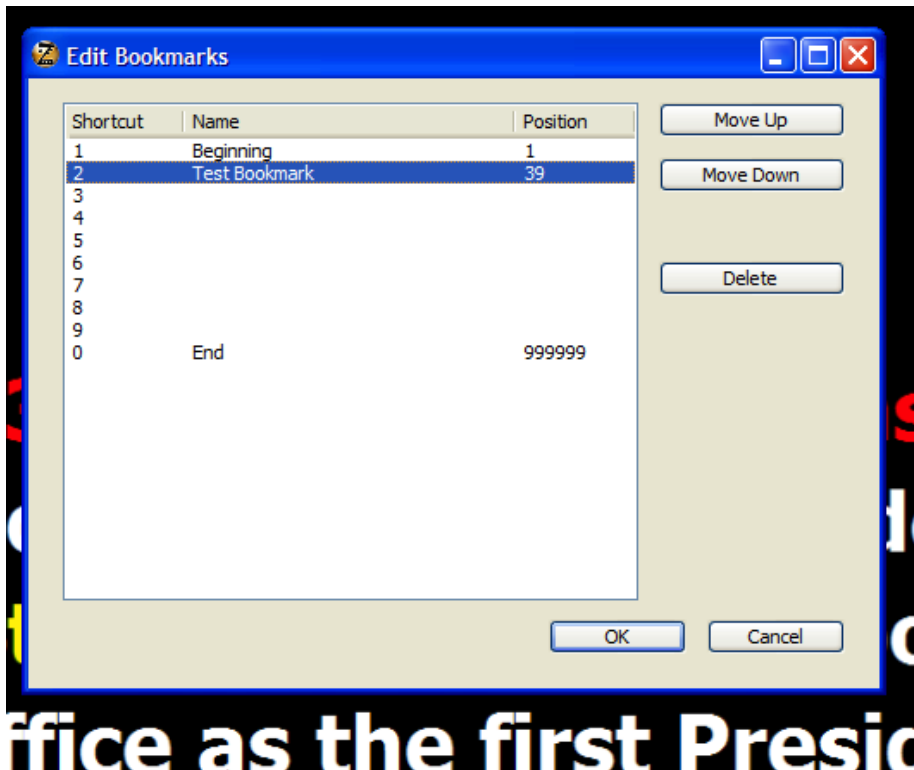 Edit Bookmarks
Shortcut Name Position
1 Beginning 1
2 Test Bookmark 39
3
4
5
6
7
8
9
0 End 999999
Move Up
Move Down
Delete
OK Cancel
ffice as the first Presid